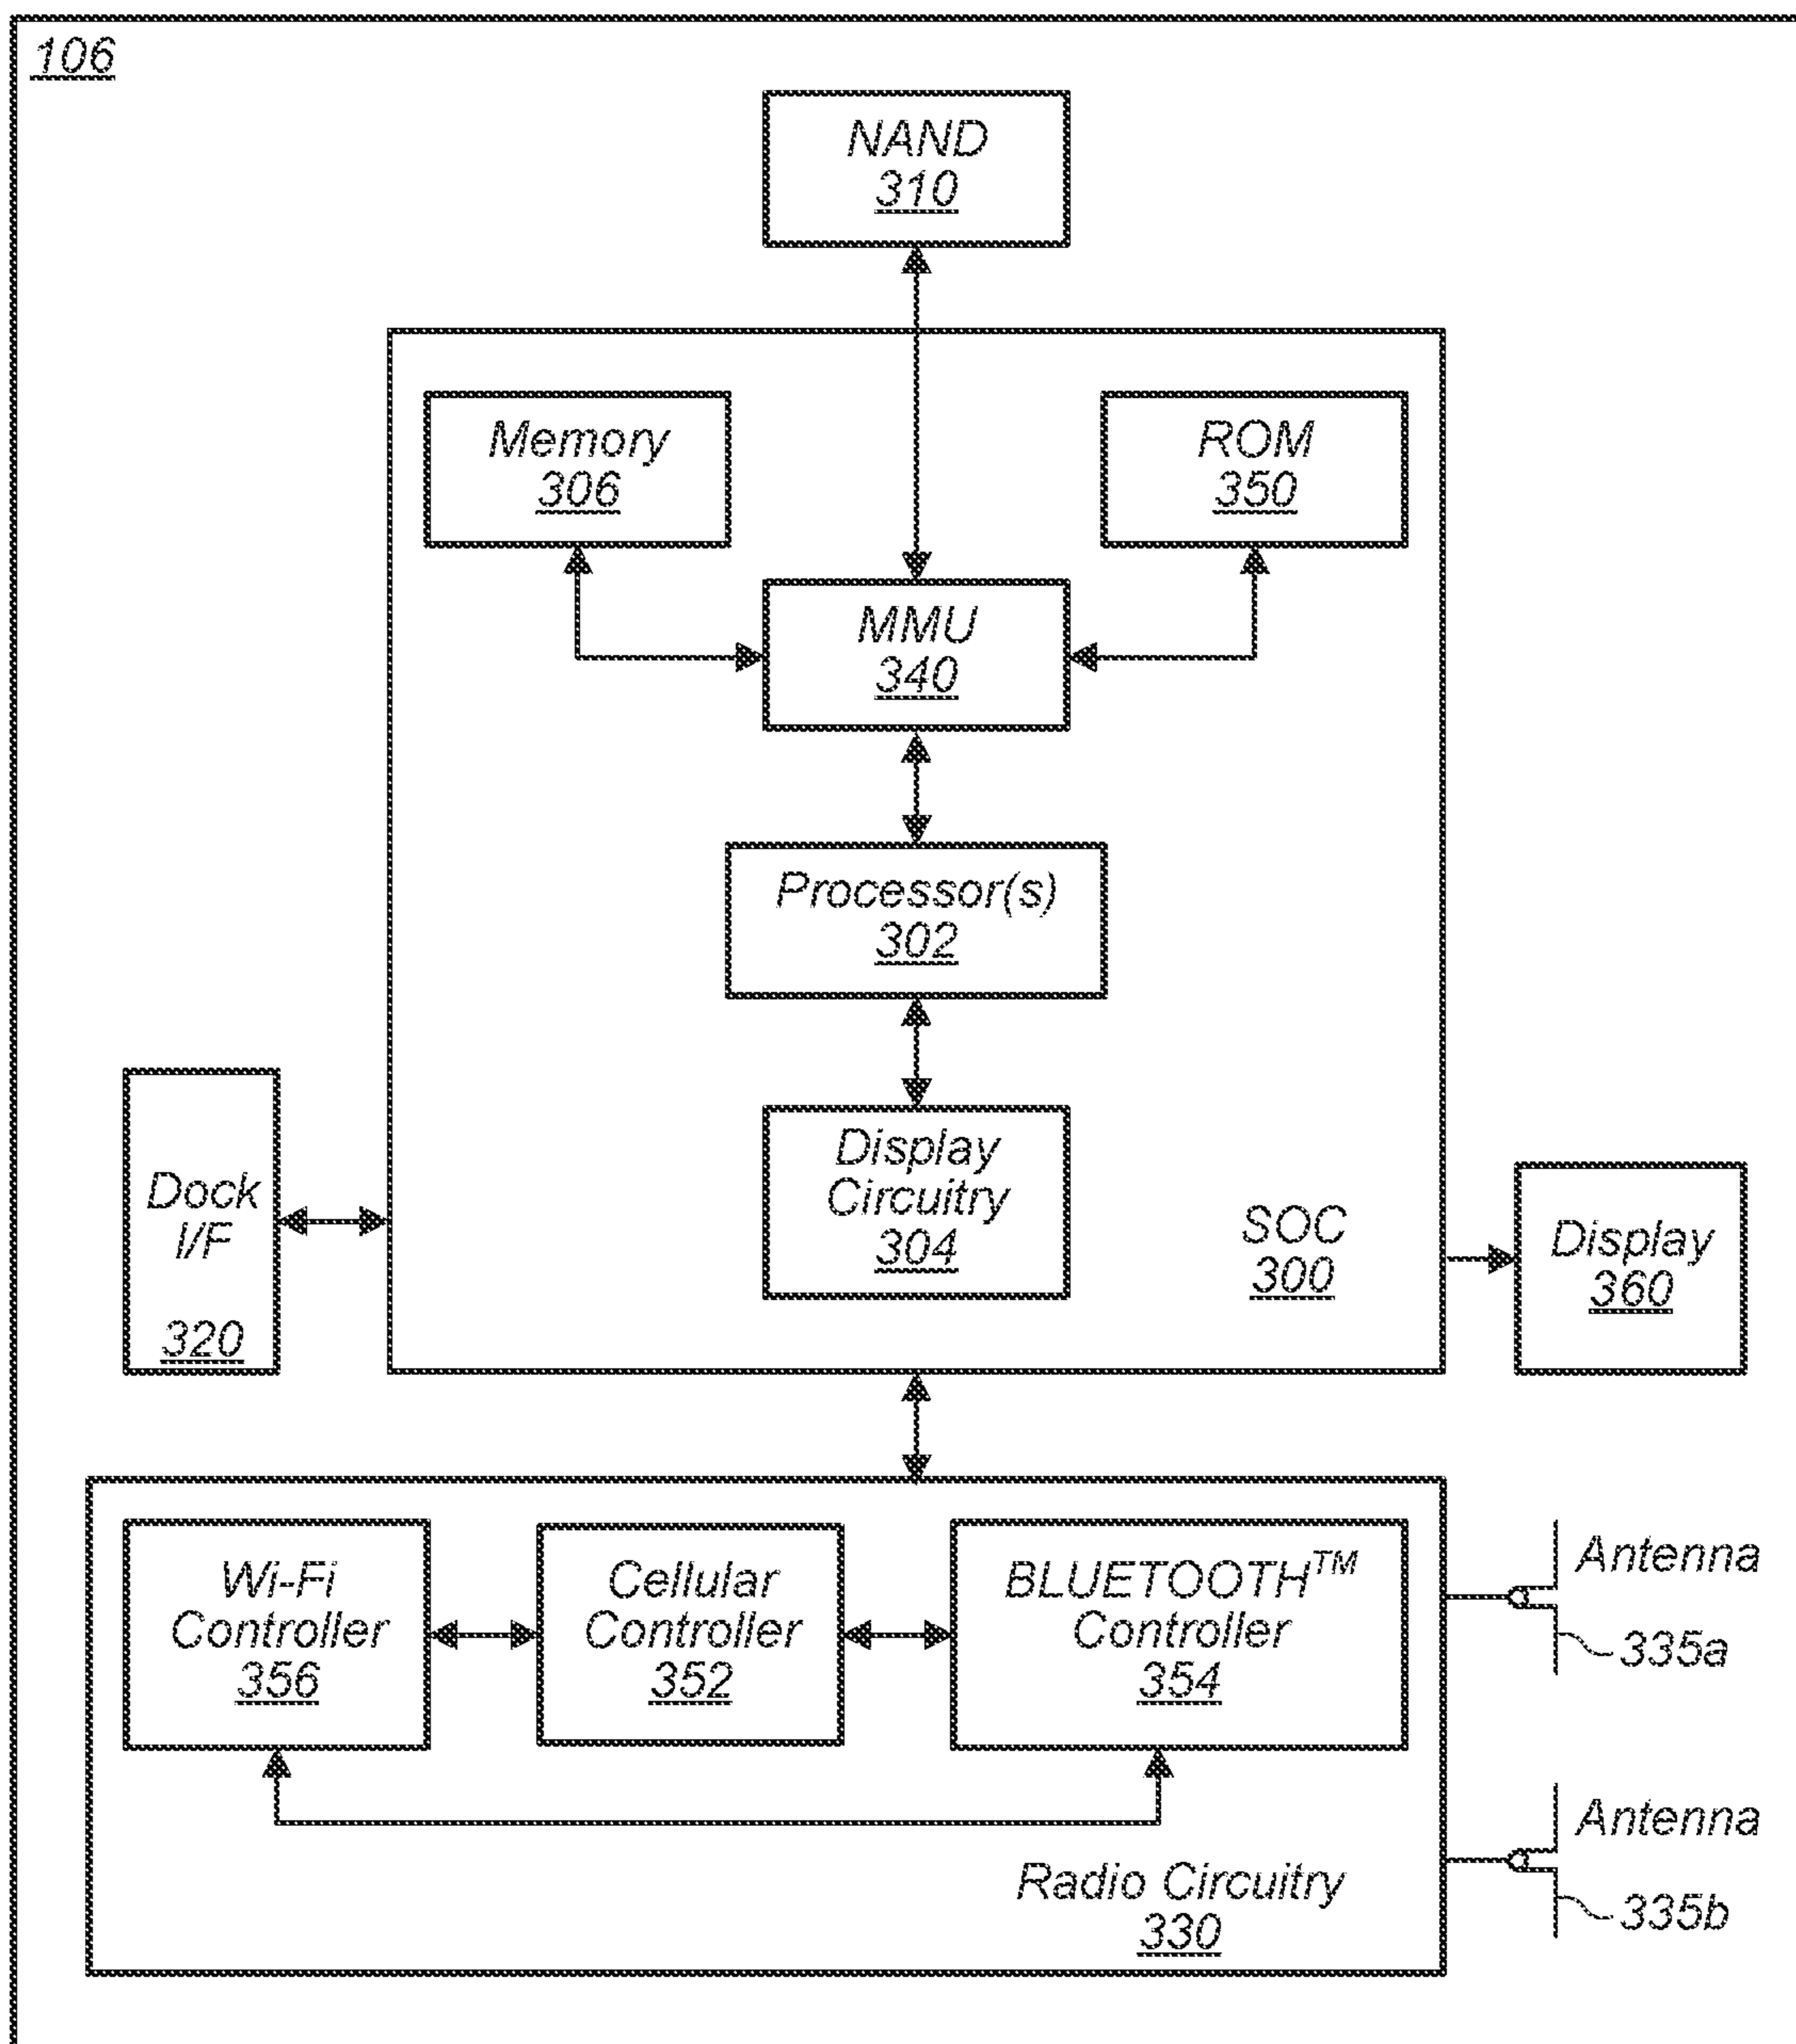 106
NAND
310
Memory
306
ROM
350
MMU
340
Processor(s)
302
Display
Circuitry
304
SOC
300
Dock
I/F
320
Display
360
Wi-Fi
Controller
356
Cellular
Controller
352
BLUETOOTH™
Controller
354
Antenna
335a
Antenna
335b
Radio Circuitry
330